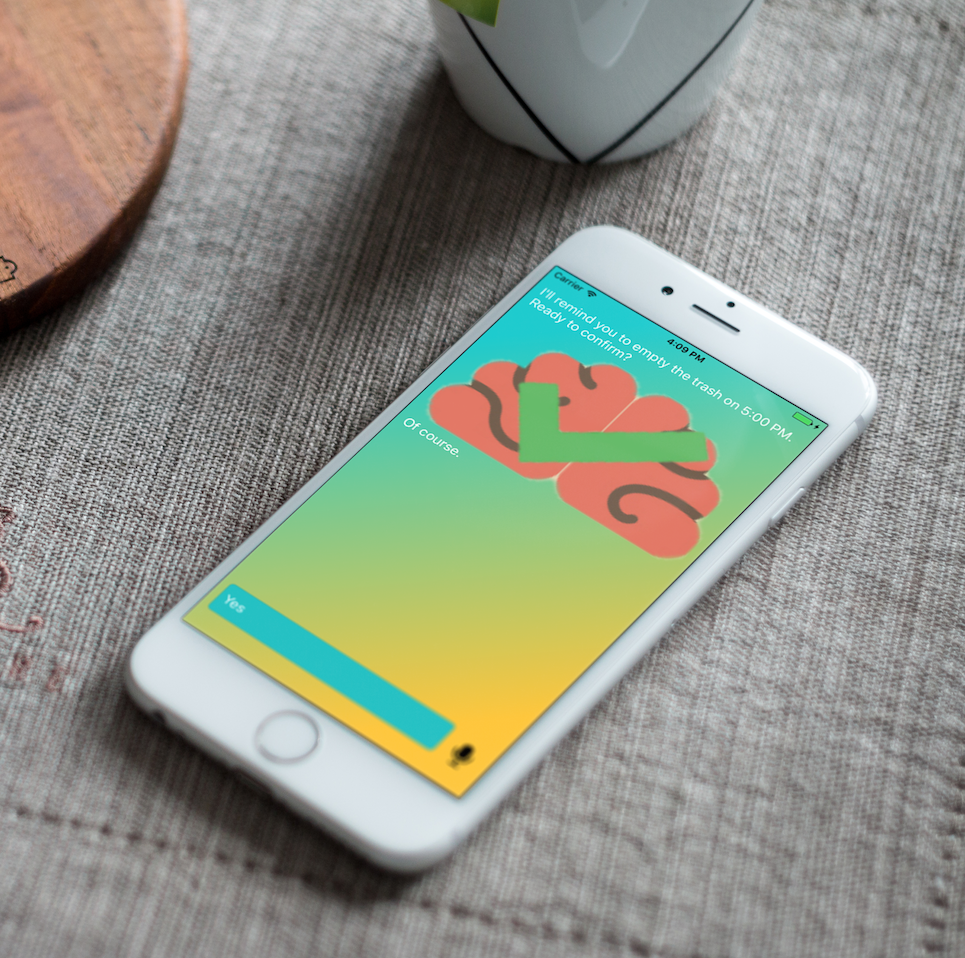 Carrier
4:09 PM
I'll remind you to empty the trash on 5:00 PM.
Ready to confirm?
Of course.
Yes